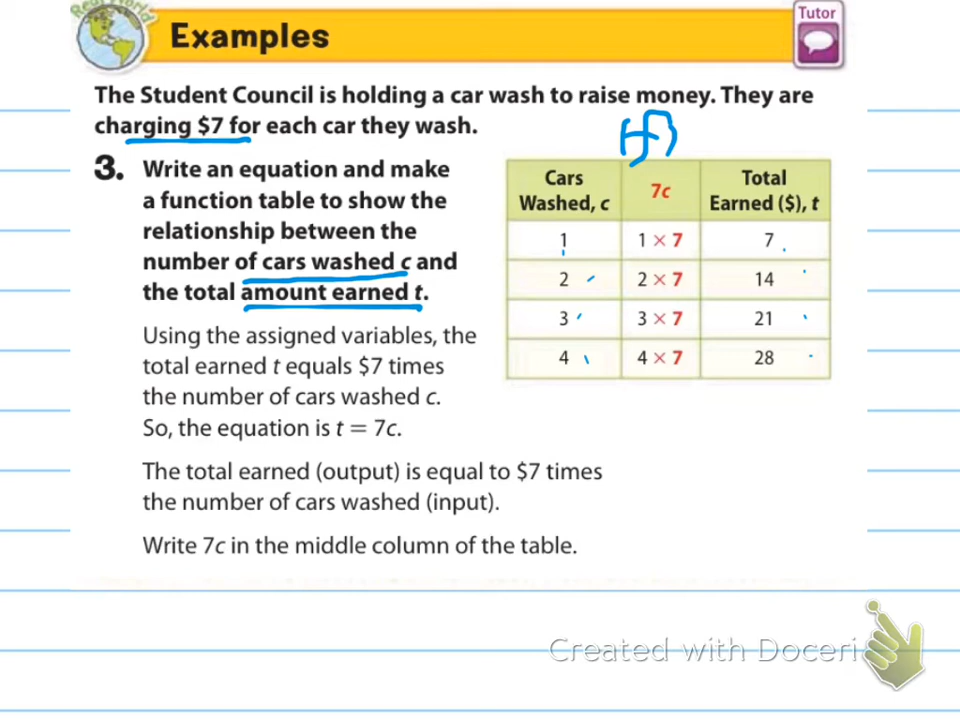 Real World
Examples
Tutor
The Student Council is holding a car wash to raise money. They are
charging $7 for each car they wash.
3. Write an equation and make
a function table to show the
relationship between the
number of cars washed c and
the total amount earned t.
Cars Washed, c 7c Total Earned ($), t
1 1 × 7 7
2 2 × 7 14
3 3 × 7 21
4 4 × 7 28
Using the assigned variables, the
total earned t equals $7 times
the number of cars washed c.
So, the equation is t = 7c.
The total earned (output) is equal to $7 times
the number of cars washed (input).
Write 7c in the middle column of the table.
Created with Doceri